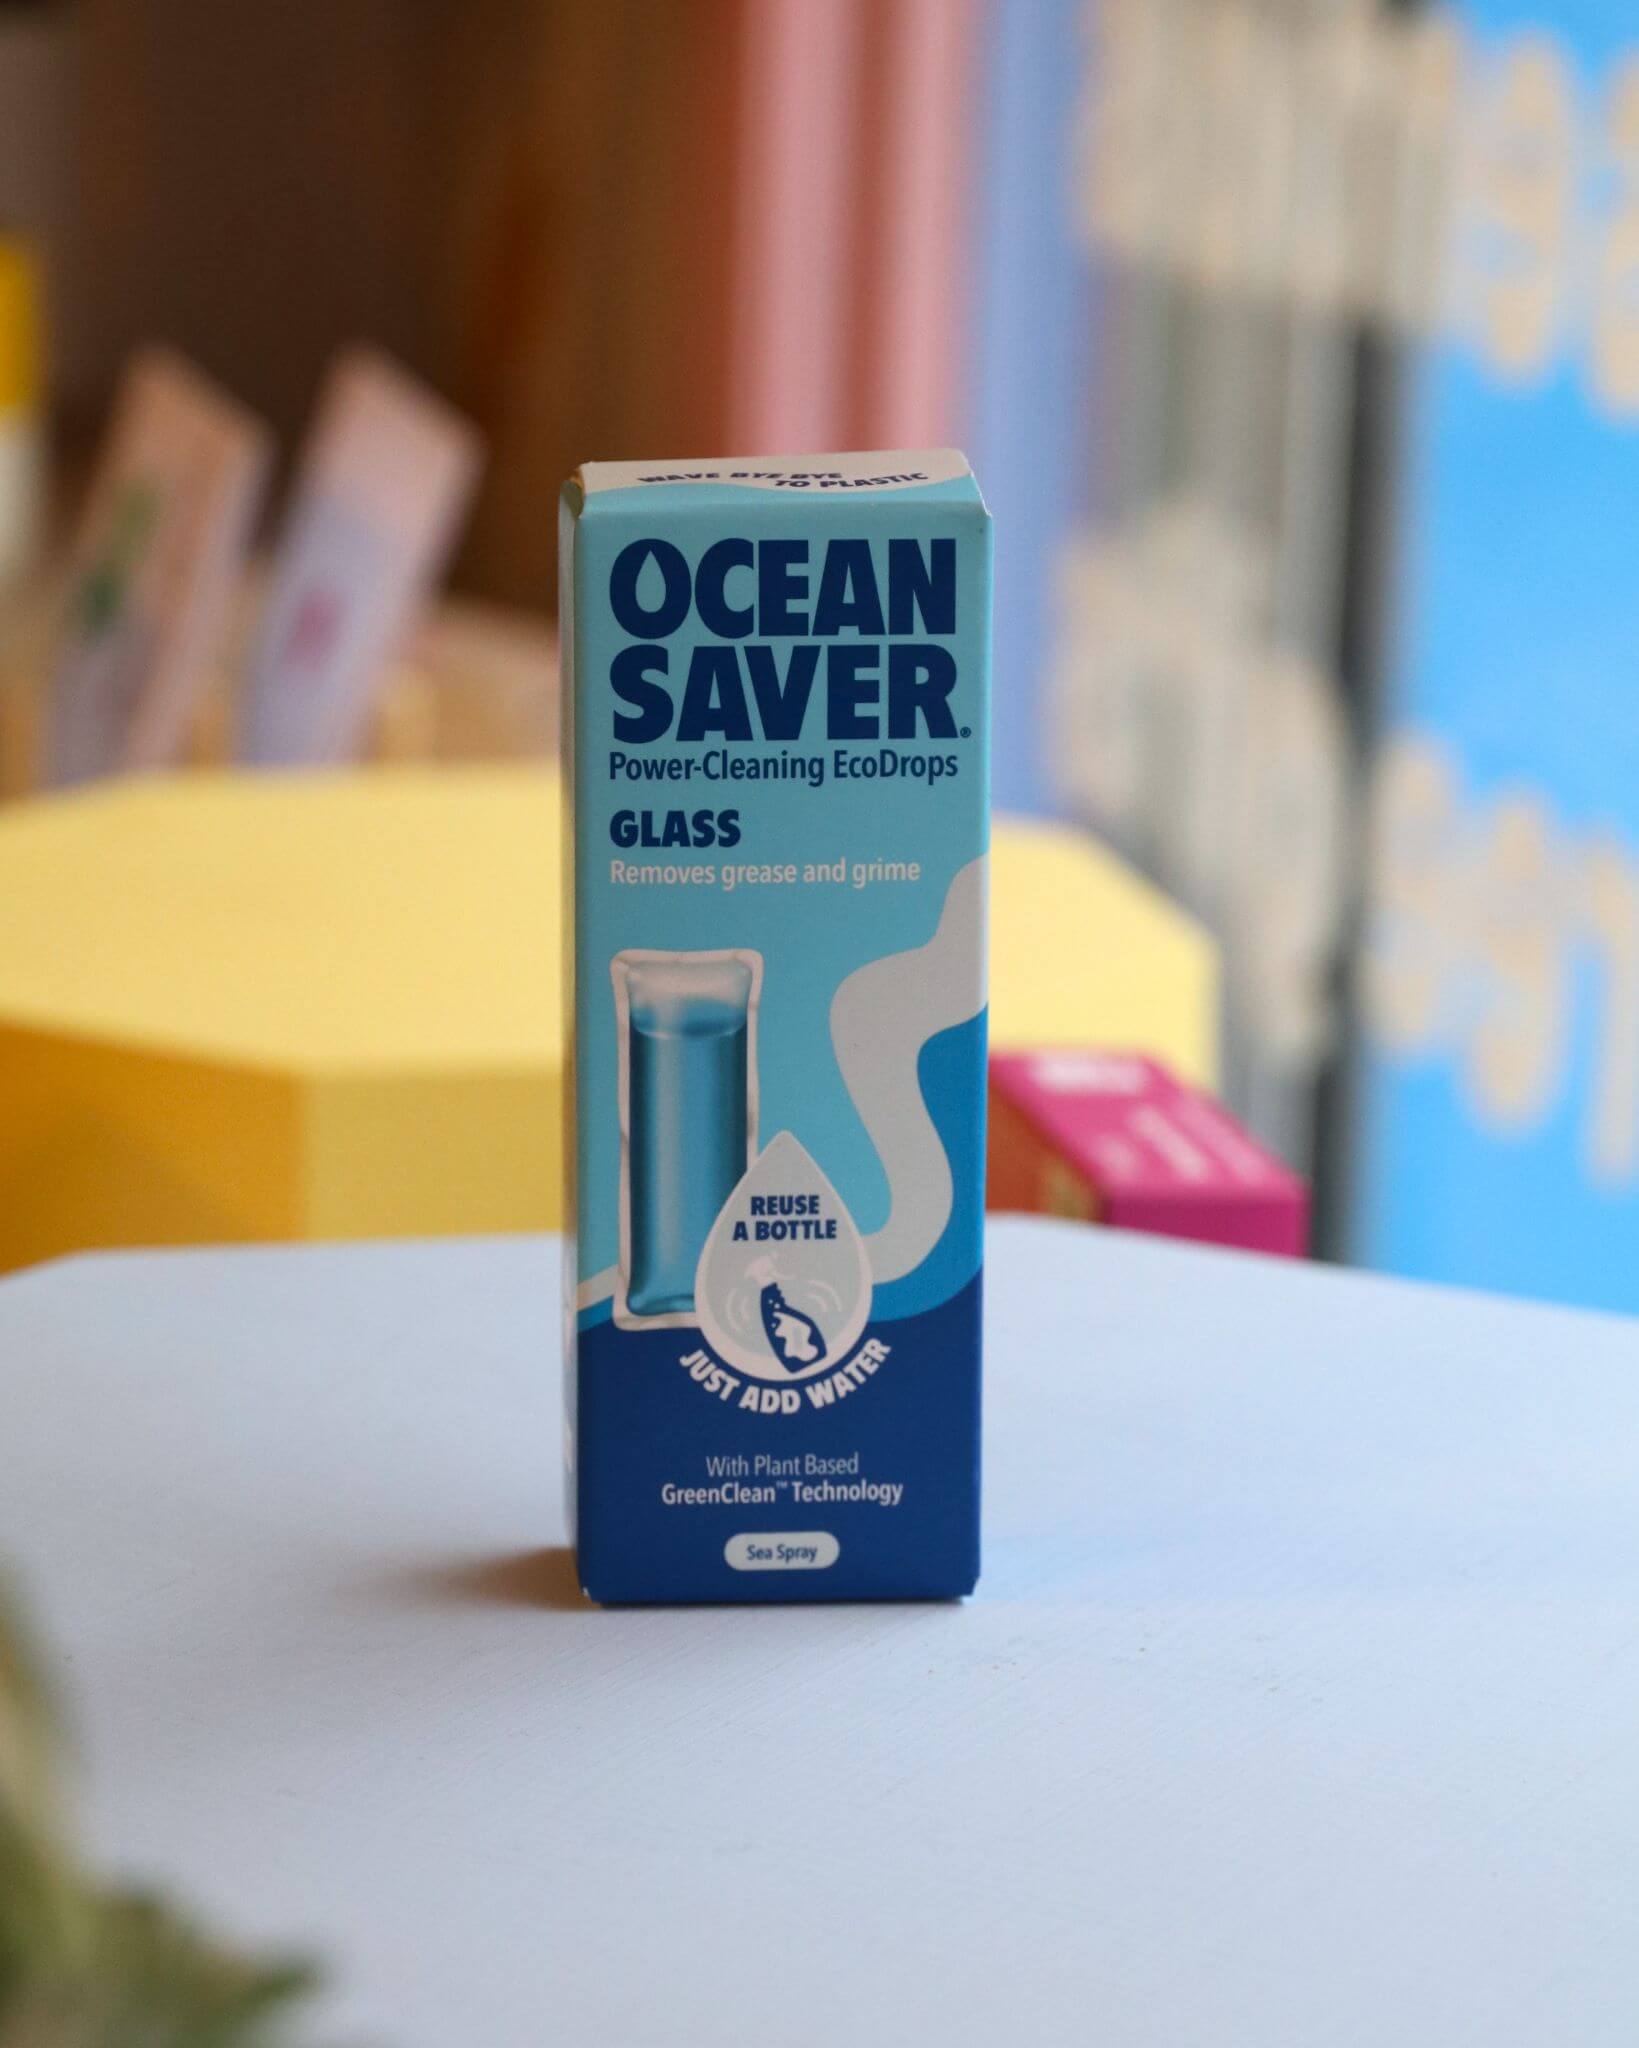 WAVE BYE BYE
TO PLASTIC
OCEAN
SAVER®
Power-Cleaning EcoDrops
GLASS
Removes grease and grime
REUSE
A BOTTLE
JUST ADD WATER
With Plant Based
GreenClean™ Technology
Sea Spray